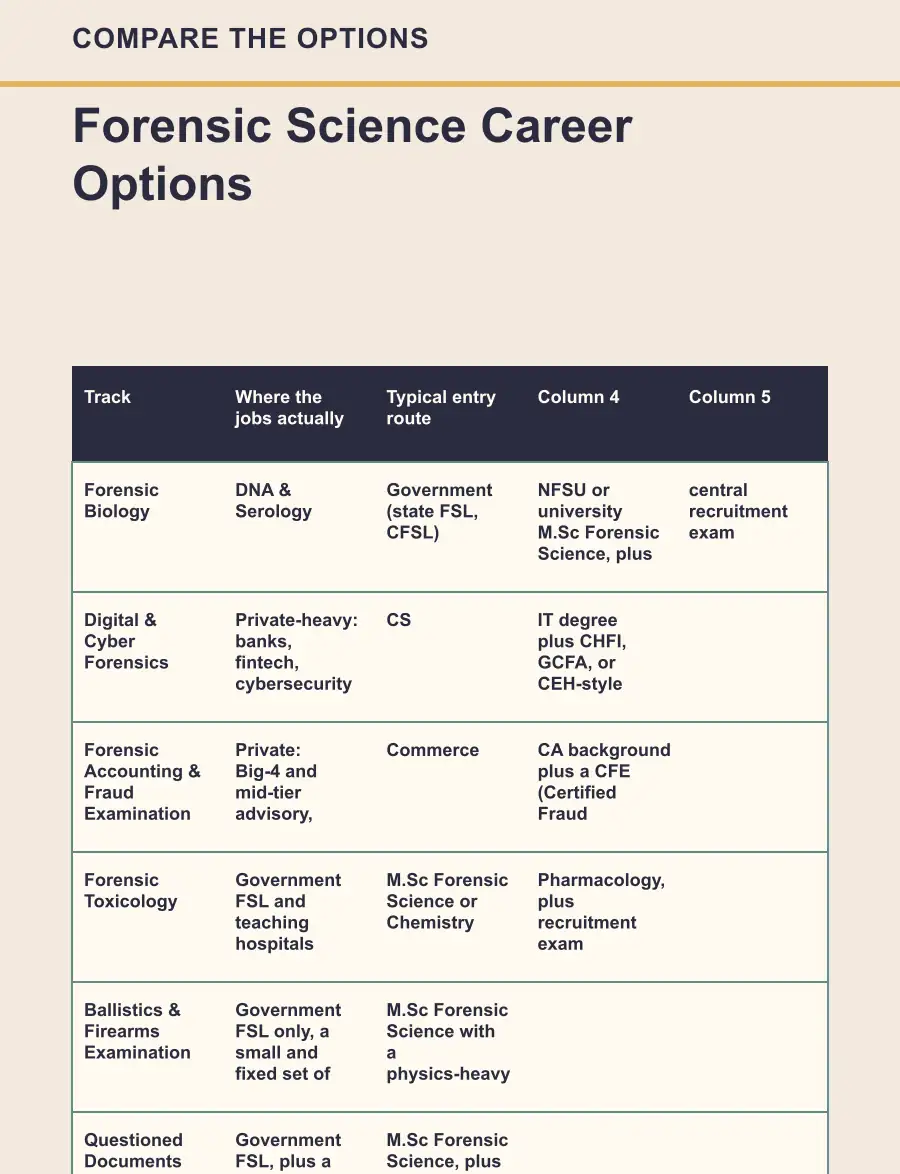 COMPARE THE OPTIONS
Forensic Science Career
Options
Track
Where the
jobs actually
Typical entry
route
Column 4
Column 5
Forensic
Biology
DNA &
Serology
Government
(state FSL,
CFSL)
NFSU or
university
M.Sc Forensic
Science, plus
central
recruitment
exam
Digital &
Cyber
Forensics
Private-heavy:
banks,
fintech,
cybersecurity
CS
IT degree
plus CHFI,
GCFA, or
CEH-style
Forensic
Accounting &
Fraud
Examination
Private:
Big-4 and
mid-tier
advisory,
Commerce
CA background
plus a CFE
(Certified
Fraud
Forensic
Toxicology
Government
FSL and
teaching
hospitals
M.Sc Forensic
Science or
Chemistry
Pharmacology,
plus
recruitment
exam
Ballistics &
Firearms
Examination
Government
FSL only, a
small and
fixed set of
M.Sc Forensic
Science with
a
physics-heavy
Questioned
Documents
Government
FSL, plus a
M.Sc Forensic
Science, plus